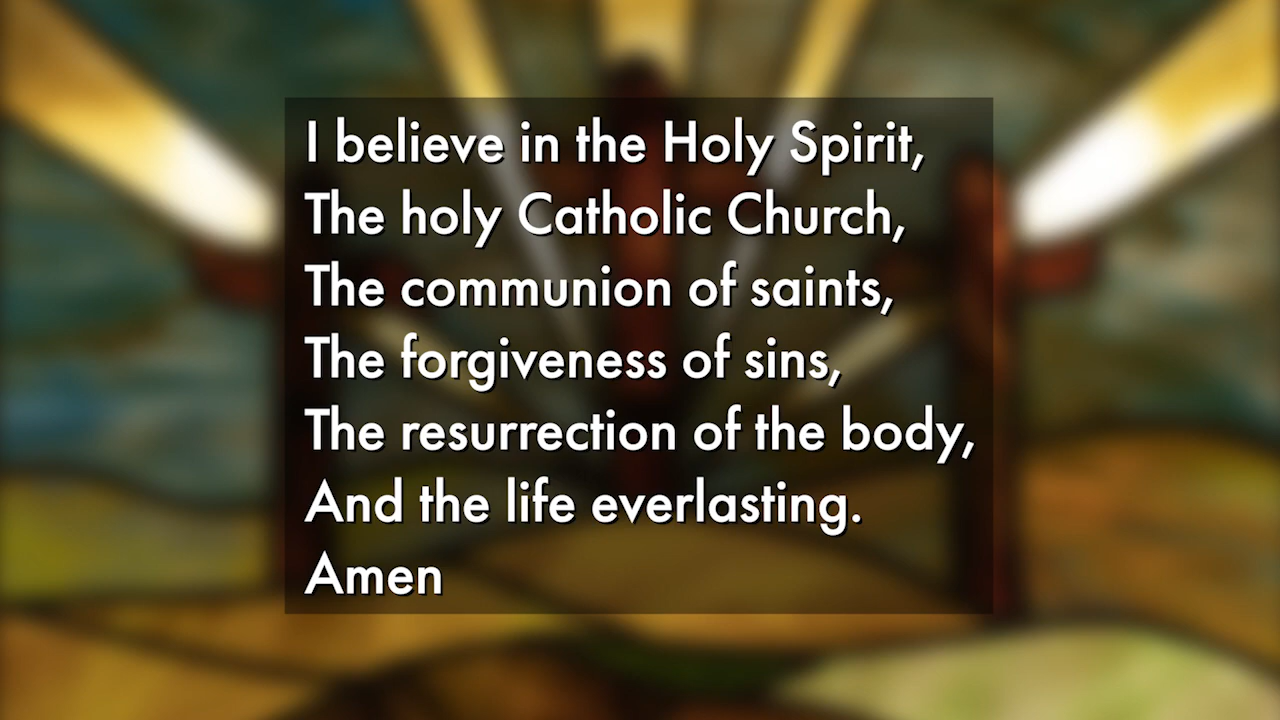 I believe in the Holy Spirit,
The holy Catholic Church,
The communion of saints,
The forgiveness of sins,
The resurrection of the body,
And the life everlasting.
Amen